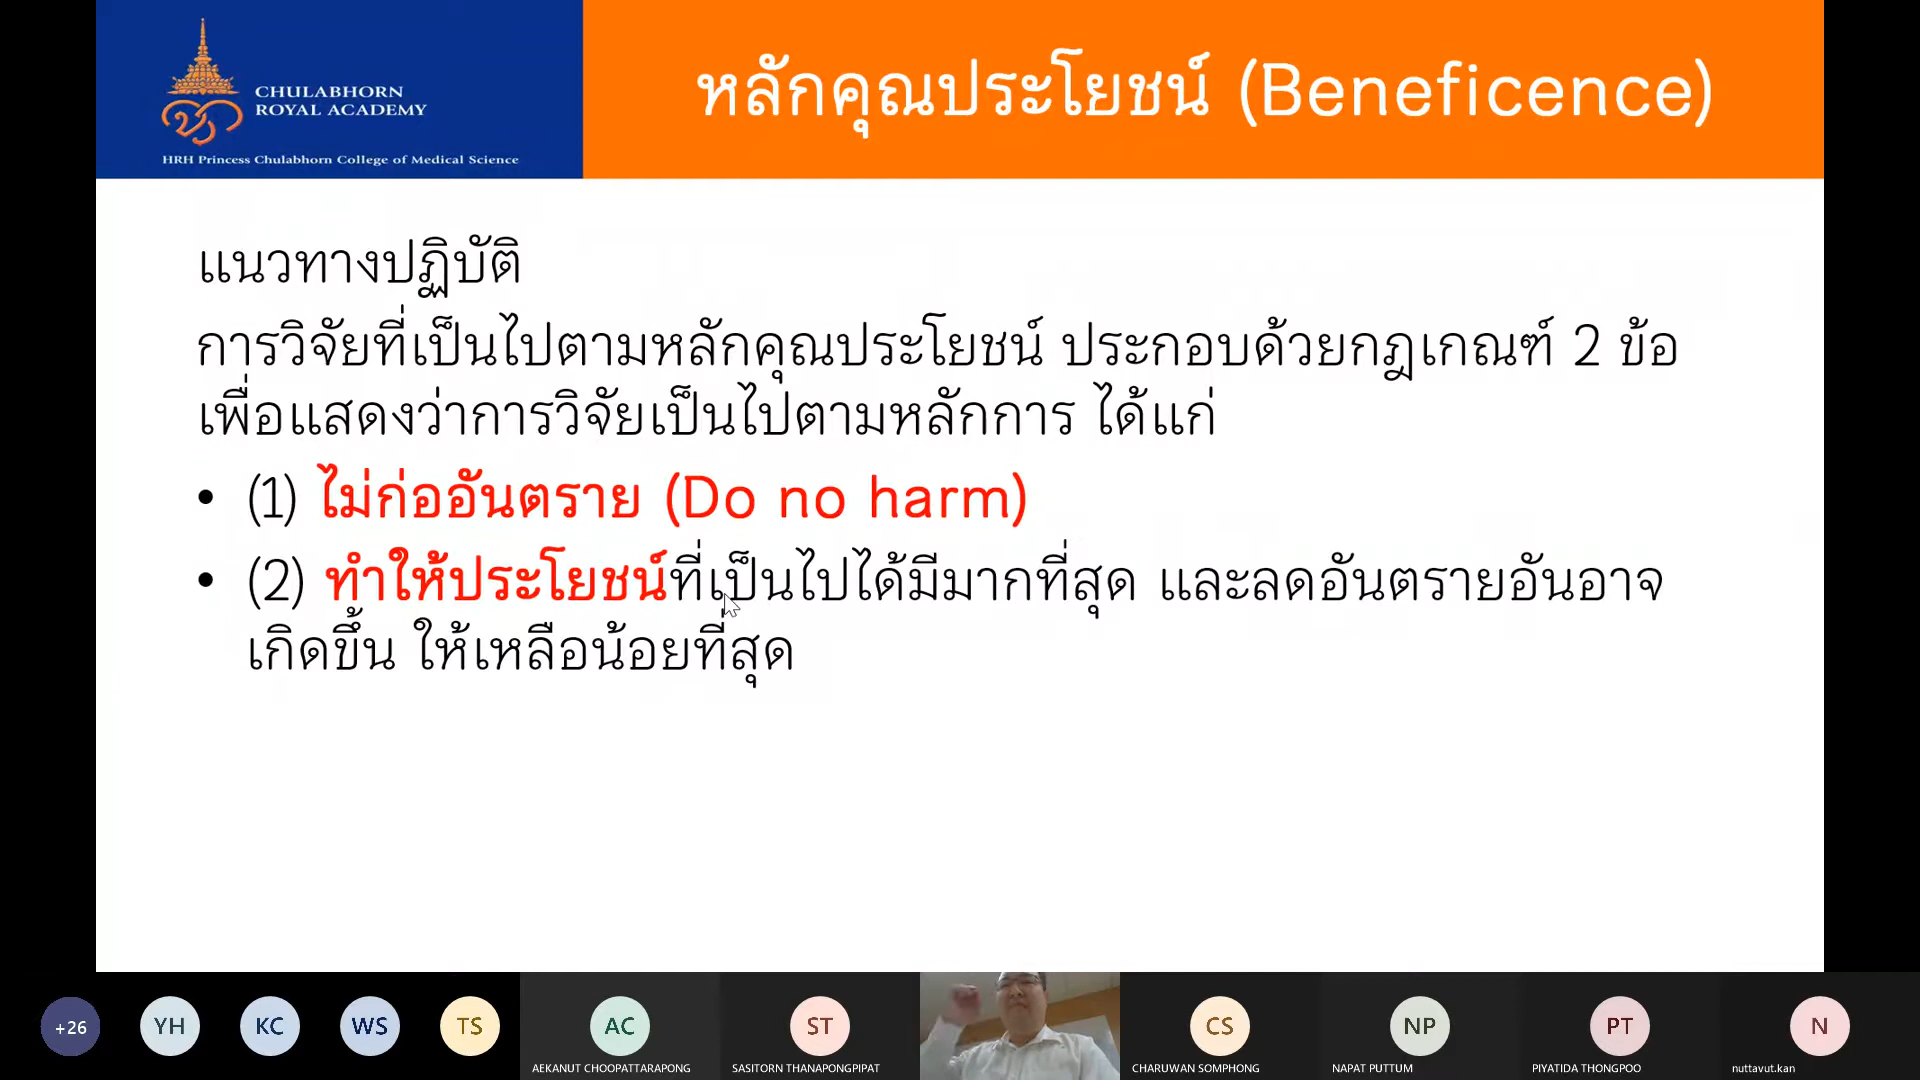 CHULABHORN
ROYAL ACADEMY
HRH Princess Chulabhorn College of Medical Science
หลักคุณประโยชน์ (Beneficence)
แนวทางปฏิบัติ
การวิจัยที่เป็นไปตามหลักคุณประโยชน์ ประกอบด้วยกฎเกณฑ์ 2 ข้อ
เพื่อแสดงว่าการวิจัยเป็นไปตามหลักการ ได้แก่
• (1) ไม่ก่ออันตราย (Do no harm)
• (2) ทำให้ประโยชน์ที่เป็นไปได้มีมากที่สุด และลดอันตรายอันอาจ
เกิดขึ้น ให้เหลือน้อยที่สุด
+26 YH KC WS TS AC ST CS NP PT N
AEKANUT CHOOPATTARAPONG SASITORN THANAPONGPIPAT CHARUWAN SOMPHONG NAPAT PUTTUM PIYATIDA THONGPOO nuttavut.kan